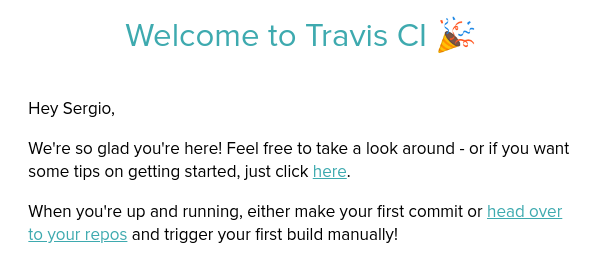 Welcome to Travis CI 🎉
Hey Sergio,
We're so glad you're here! Feel free to take a look around - or if you want
some tips on getting started, just click here.
When you're up and running, either make your first commit or head over
to your repos and trigger your first build manually!